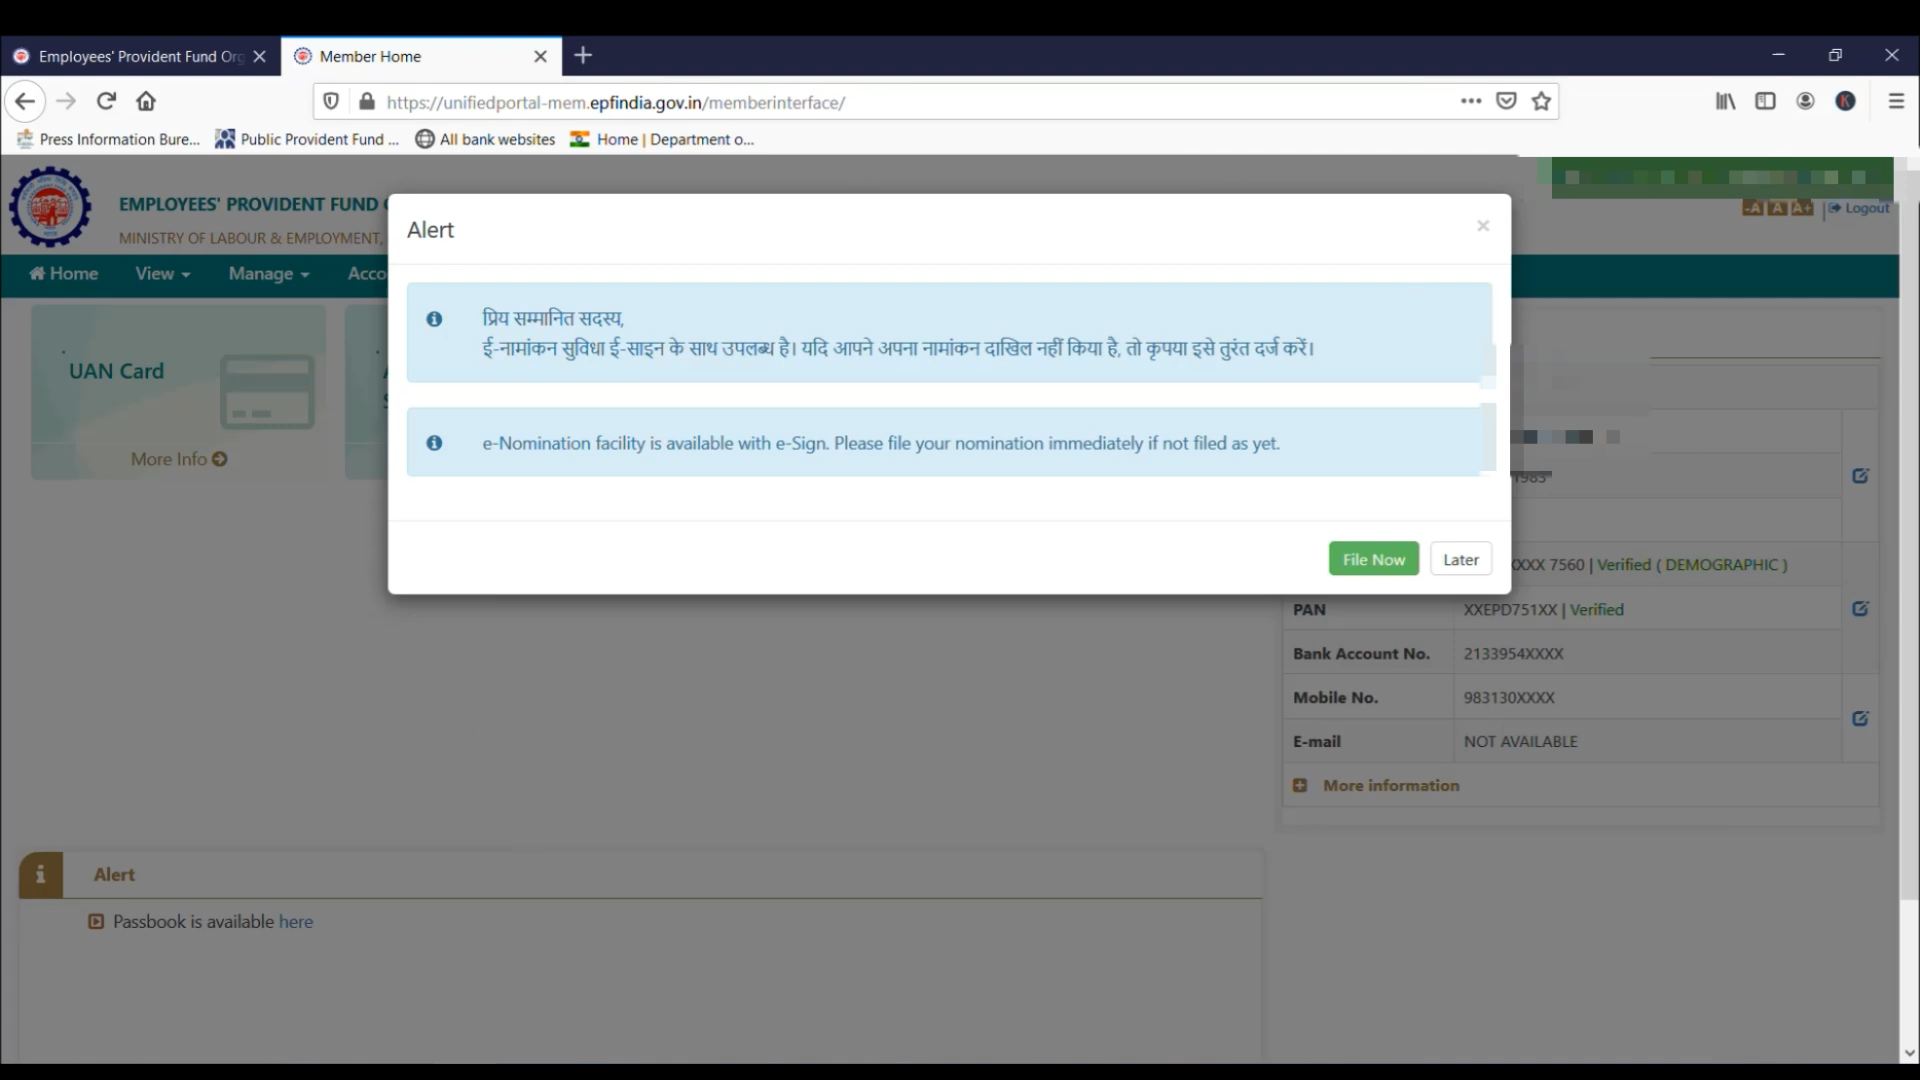 Employees' Provident Fund Org
Member Home
https://unifiedportal-mem.epfindia.gov.in/memberinterface/
Press Information Bure...
Public Provident Fund ...
All bank websites
Home | Department o...
EMPLOYEES' PROVIDENT FUND
MINISTRY OF LABOUR & EMPLOYMENT,
-A A A+
Logout
Home
View
Manage
Acco
Alert
प्रिय सम्मानित सदस्य,
ई-नामांकन सुविधा ई-साइन के साथ उपलब्ध है। यदि आपने अपना नामांकन दाखिल नहीं किया है, तो कृपया इसे तुरंत दर्ज करें।
e-Nomination facility is available with e-Sign. Please file your nomination immediately if not filed as yet.
File Now
Later
UAN Card
More Info
1983
XXX 7560 | Verified ( DEMOGRAPHIC )
PAN
XXEPD751XX | Verified
Bank Account No.
2133954XXXX
Mobile No.
983130XXXX
E-mail
NOT AVAILABLE
More information
Alert
Passbook is available here